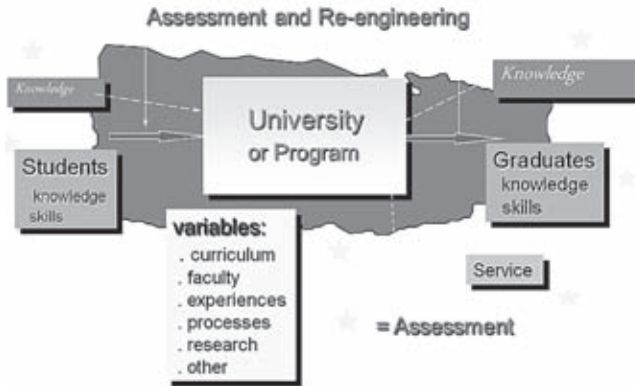 Assessment and Re-engineering
Knowledge
Knowledge
University
or Program
Students
knowledge
skills
Graduates
knowledge
skills
variables:
. curriculum
. faculty
. experiences
. processes
. research
. other
Service
= Assessment